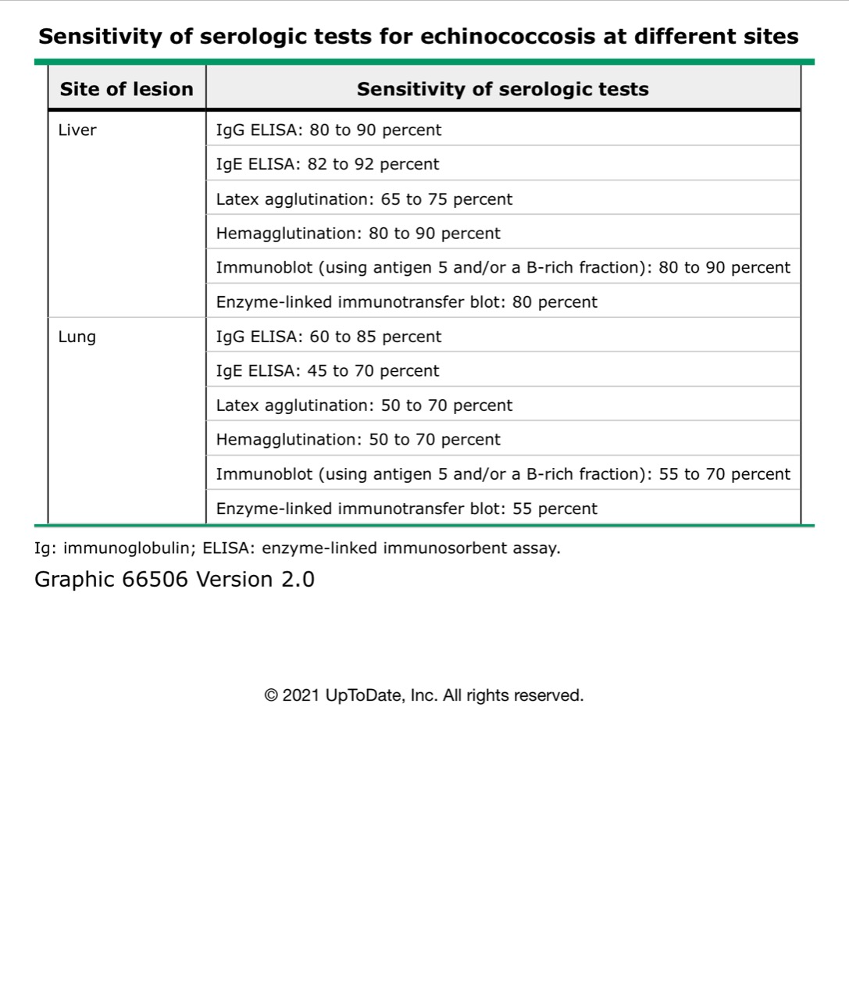 Sensitivity of serologic tests for echinococcosis at different sites
Site of lesion Sensitivity of serologic tests
Liver IgG ELISA: 80 to 90 percent
IgE ELISA: 82 to 92 percent
Latex agglutination: 65 to 75 percent
Hemagglutination: 80 to 90 percent
Immunoblot (using antigen 5 and/or a B-rich fraction): 80 to 90 percent
Enzyme-linked immunotransfer blot: 80 percent
Lung IgG ELISA: 60 to 85 percent
IgE ELISA: 45 to 70 percent
Latex agglutination: 50 to 70 percent
Hemagglutination: 50 to 70 percent
Immunoblot (using antigen 5 and/or a B-rich fraction): 55 to 70 percent
Enzyme-linked immunotransfer blot: 55 percent
Ig: immunoglobulin; ELISA: enzyme-linked immunosorbent assay.
Graphic 66506 Version 2.0
© 2021 UpToDate, Inc. All rights reserved.